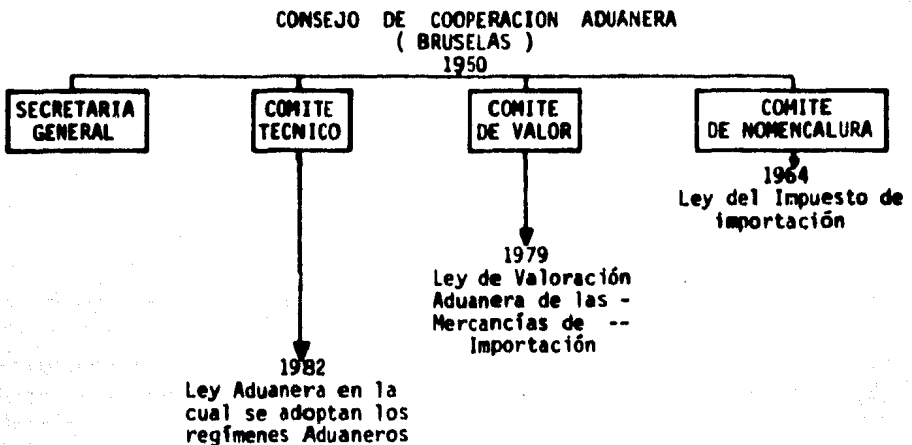 CONSEJO DE COOPERACION ADUANERA
( BRUSELAS )
1950
SECRETARIA
GENERAL
COMITE
TECNICO
COMITE
DE VALOR
COMITE
DE NOMENCALURA
1964
Ley del Impuesto de
importación
1979
Ley de Valoración
Aduanera de las -
Mercancías de --
Importación
1982
Ley Aduanera en la
cual se adoptan los
regímenes Aduaneros